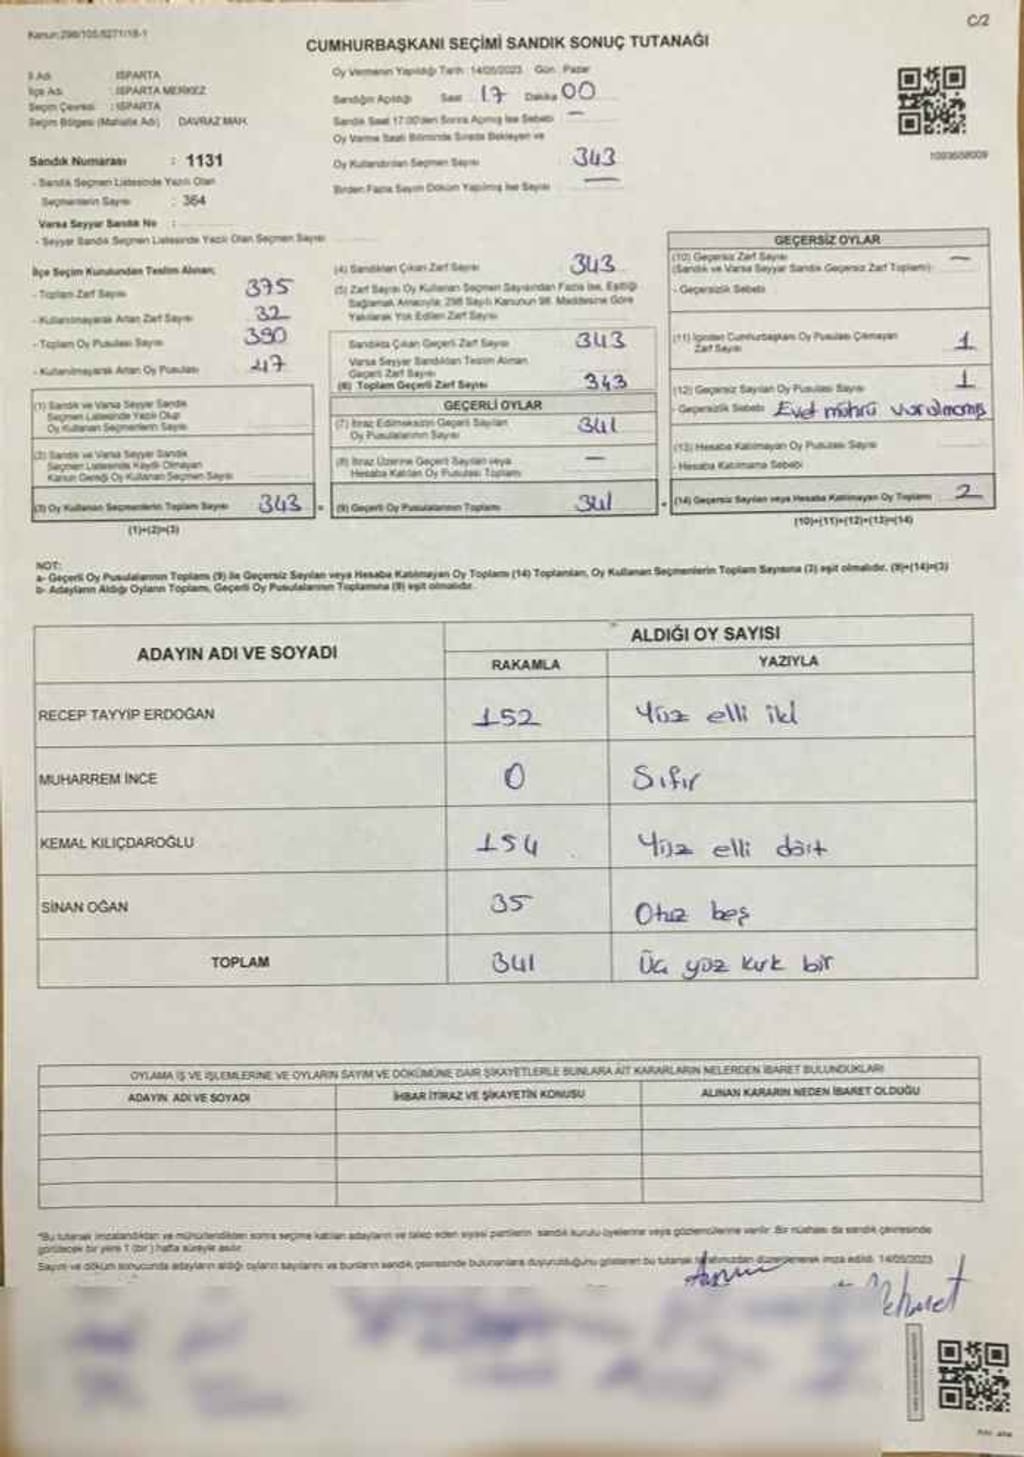 Kanun:298/105,5271/18-1
C/2
CUMHURBAŞKANI SEÇİMİ SANDIK SONUÇ TUTANAĞI
İl Adı : ISPARTA
İlçe Adı : ISPARTA MERKEZ
Seçim Çevresi : ISPARTA
Seçim Bölgesi (Mahalle Adı) DAVRAZ MAH.
Sandık Numarası : 1131
- Sandık Seçmen Listesinde Yazılı Olan
Seçmenlerin Sayısı : 364
Varsa Seyyar Sandık No :
- Seyyar Sandık Seçmen Listesinde Yazılı Olan Seçmen Sayısı
Oy Vermenin Yapıldığı Tarih: 14/05/2023 Gün: Pazar
Sandığın Açıldığı Saat 17 Dakika 00
Sandık Saat 17.00'den Sonra Açılmış İse Sebebi —
Oy Verme Saati Bitiminde Sırada Bekleyen ve
Oy Kullandırılan Seçmen Sayısı 343
Birden Fazla Sayım Döküm Yapılmış İse Sayısı —
İlçe Seçim Kurulundan Teslim Alınan;
- Toplam Zarf Sayısı 375
- Kullanılmayarak Artan Zarf Sayısı 32
- Toplam Oy Pusulası Sayısı 390
- Kullanılmayarak Artan Oy Pusulası 47
(1) Sandık ve Varsa Seyyar Sandık
Seçmen Listesinde Yazılı Olup
Oy Kullanan Seçmenlerin Sayısı
(2) Sandık ve Varsa Seyyar Sandık
Seçmen Listesinde Kayıtlı Olmayan
Kanun Gereği Oy Kullanan Seçmen Sayısı
(3) Oy Kullanan Seçmenlerin Toplam Sayısı 343
(1)+(2)=(3)
(4) Sandıktan Çıkan Zarf Sayısı 343
(5) Zarf Sayısı Oy Kullanan Seçmen Sayısından Fazla İse, Eşitliği
Sağlamak Amacıyla, 298 Sayılı Kanunun 98. Maddesine Göre
Yakılarak Yok Edilen Zarf Sayısı
Sandıkta Çıkan Geçerli Zarf Sayısı 343
Varsa Seyyar Sandıktan Teslim Alınan
Geçerli Zarf Sayısı
(6) Toplam Geçerli Zarf Sayısı 343
GEÇERLİ OYLAR
(7) İtiraz Edilmeksizin Geçerli Sayılan
Oy Pusulalarının Sayısı 341
(8) İtiraz Üzerine Geçerli Sayılan veya
Hesaba Katılan Oy Pusulası Toplamı —
(9) Geçerli Oy Pusulalarının Toplamı 341
GEÇERSİZ OYLAR
(10) Geçersiz Zarf Sayısı —
(Sandık ve Varsa Seyyar Sandık Geçersiz Zarf Toplamı)
- Geçersizlik Sebebi
(11) İçinden Cumhurbaşkanı Oy Pusulası Çıkmayan
Zarf Sayısı 1
(12) Geçersiz Sayılan Oy Pusulası Sayısı 1
- Geçersizlik Sebebi Evet mührü vurulmamış
(13) Hesaba Katılmayan Oy Pusulası Sayısı
- Hesaba Katılmama Sebebi
(14) Geçersiz Sayılan veya Hesaba Katılmayan Oy Toplamı 2
(10)+(11)+(12)+(13)=(14)
NOT:
a- Geçerli Oy Pusulalarının Toplamı (9) ile Geçersiz Sayılan veya Hesaba Katılmayan Oy Toplamı (14) Toplamları, Oy Kullanan Seçmenlerin Toplam Sayısına (3) eşit olmalıdır. (9)+(14)=(3)
b- Adayların Aldığı Oyların Toplamı, Geçerli Oy Pusulalarının Toplamına (9) eşit olmalıdır.
ADAYIN ADI VE SOYADI
ALDIĞI OY SAYISI
RAKAMLA YAZIYLA
RECEP TAYYİP ERDOĞAN 152 Yüz elli iki
MUHARREM İNCE 0 Sıfır
KEMAL KILIÇDAROĞLU 154 Yüz elli dört
SİNAN OĞAN 35 Otuz beş
TOPLAM 341 Üç yüz kırk bir
OYLAMA İŞ VE İŞLEMLERİNE VE OYLARIN SAYIM VE DÖKÜMÜNE DAİR ŞİKAYETLERLE BUNLARA AİT KARARLARIN NELERDEN İBARET BULUNDUKLARI
ADAYIN ADI VE SOYADI İHBAR İTİRAZ VE ŞİKAYETİN KONUSU ALINAN KARARIN NEDEN İBARET OLDUĞU
*Bu tutanak imzalandıktan ve mühürlendikten sonra seçime katılan adayların ve talep eden siyasi partilerin sandık kurulu üyelerine veya gözlemcilerine verilir. Bir nüshası da sandık çevresinde
görülecek bir yere 1 (bir) hafta süreyle asılır.
Sayım ve döküm sonucunda adayların aldığı oyların sayılarını ve bunların sandık çevresinde bulunanlara duyurulduğunu gösteren bu tutanak tarafımızdan düzenlenerek imza edildi. 14/05/2023